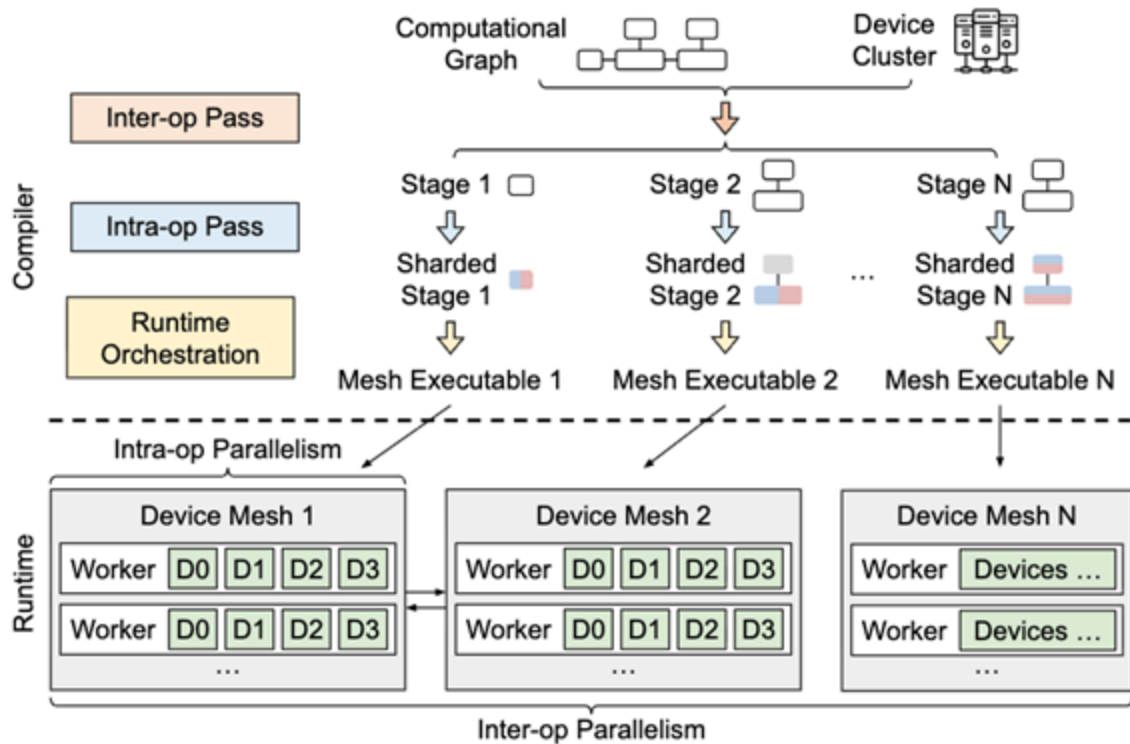 Computational
Graph
Device
Cluster
Inter-op Pass
Compiler
Stage 1
Stage 2
Stage N
Intra-op Pass
Sharded
Stage 1
Sharded
Stage 2
...
Sharded
Stage N
Runtime
Orchestration
Mesh Executable 1
Mesh Executable 2
Mesh Executable N
Intra-op Parallelism
Runtime
Device Mesh 1
Worker D0 D1 D2 D3
Worker D0 D1 D2 D3
...
Device Mesh 2
Worker D0 D1 D2 D3
Worker D0 D1 D2 D3
...
Device Mesh N
Worker Devices ...
Worker Devices ...
...
Inter-op Parallelism